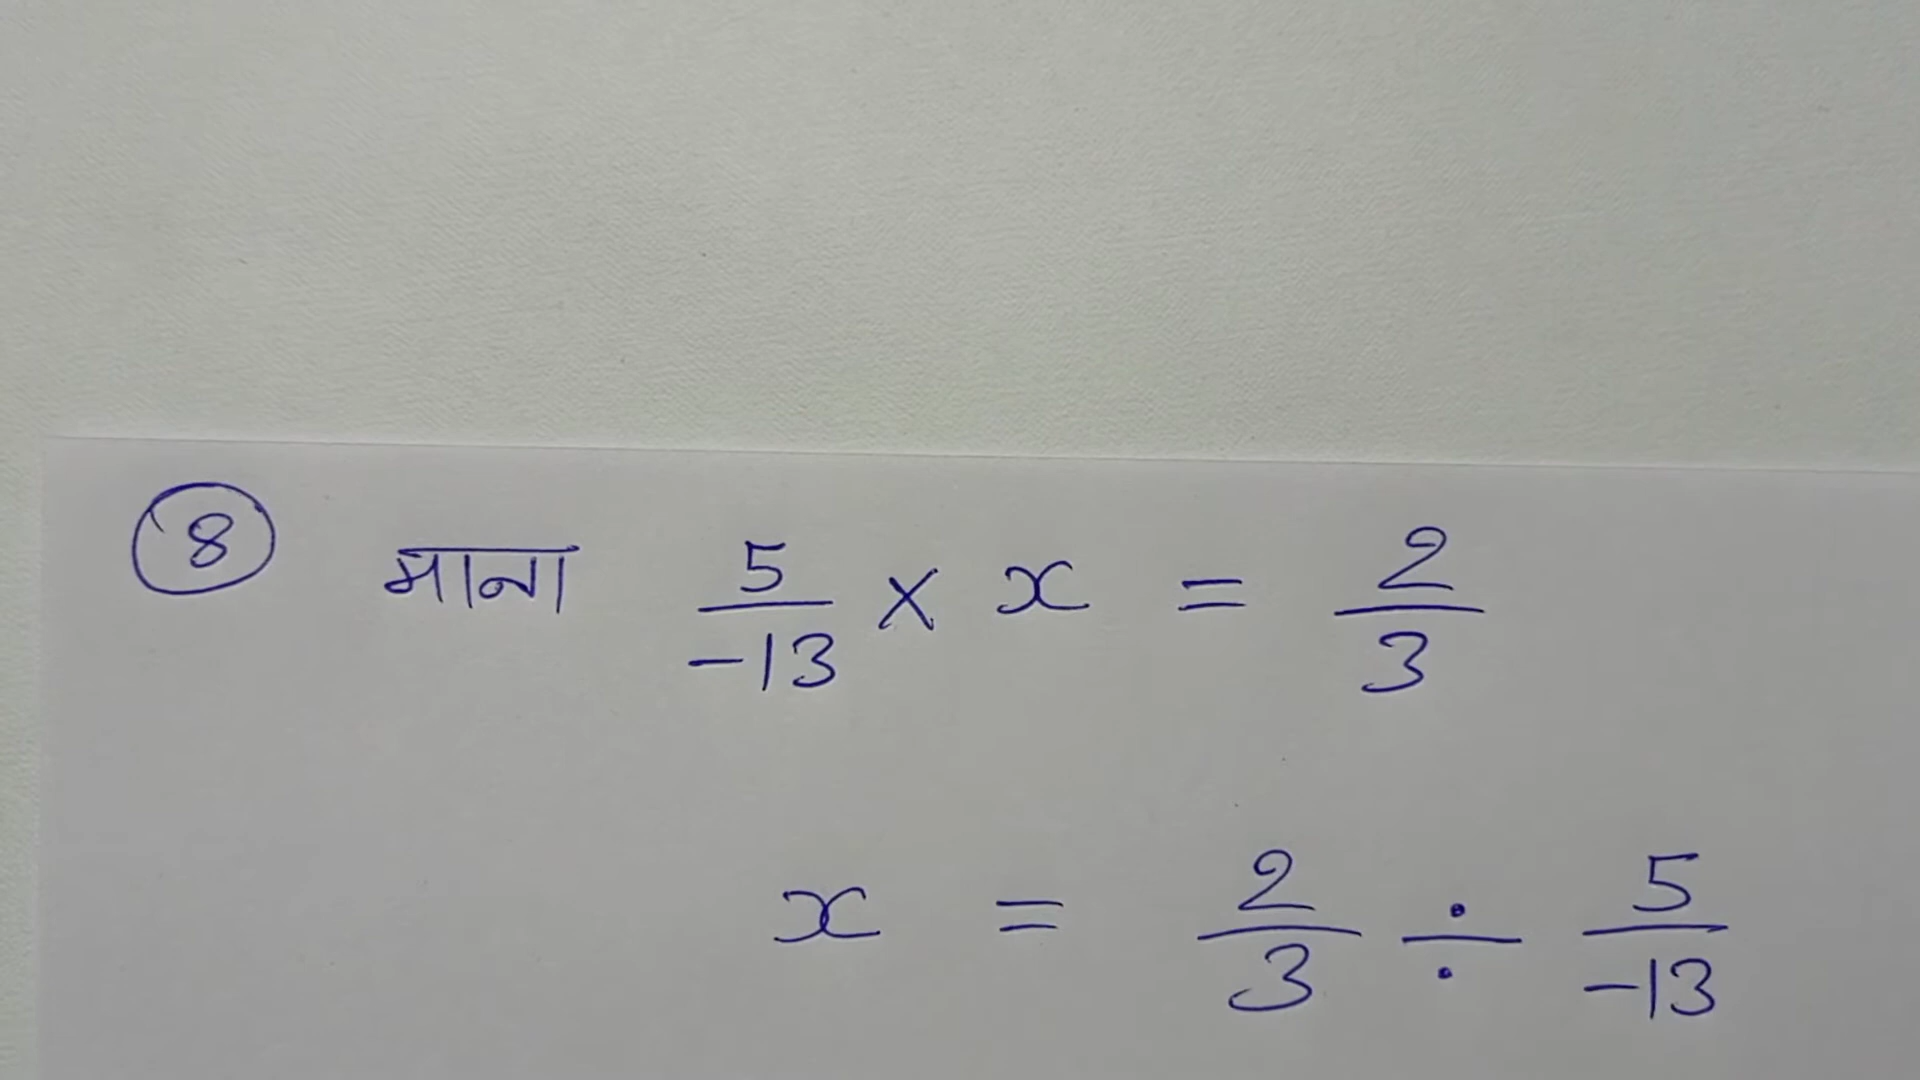 ⑧ माना 5/-13 × x = 2/3
x = 2/3 ÷ 5/-13